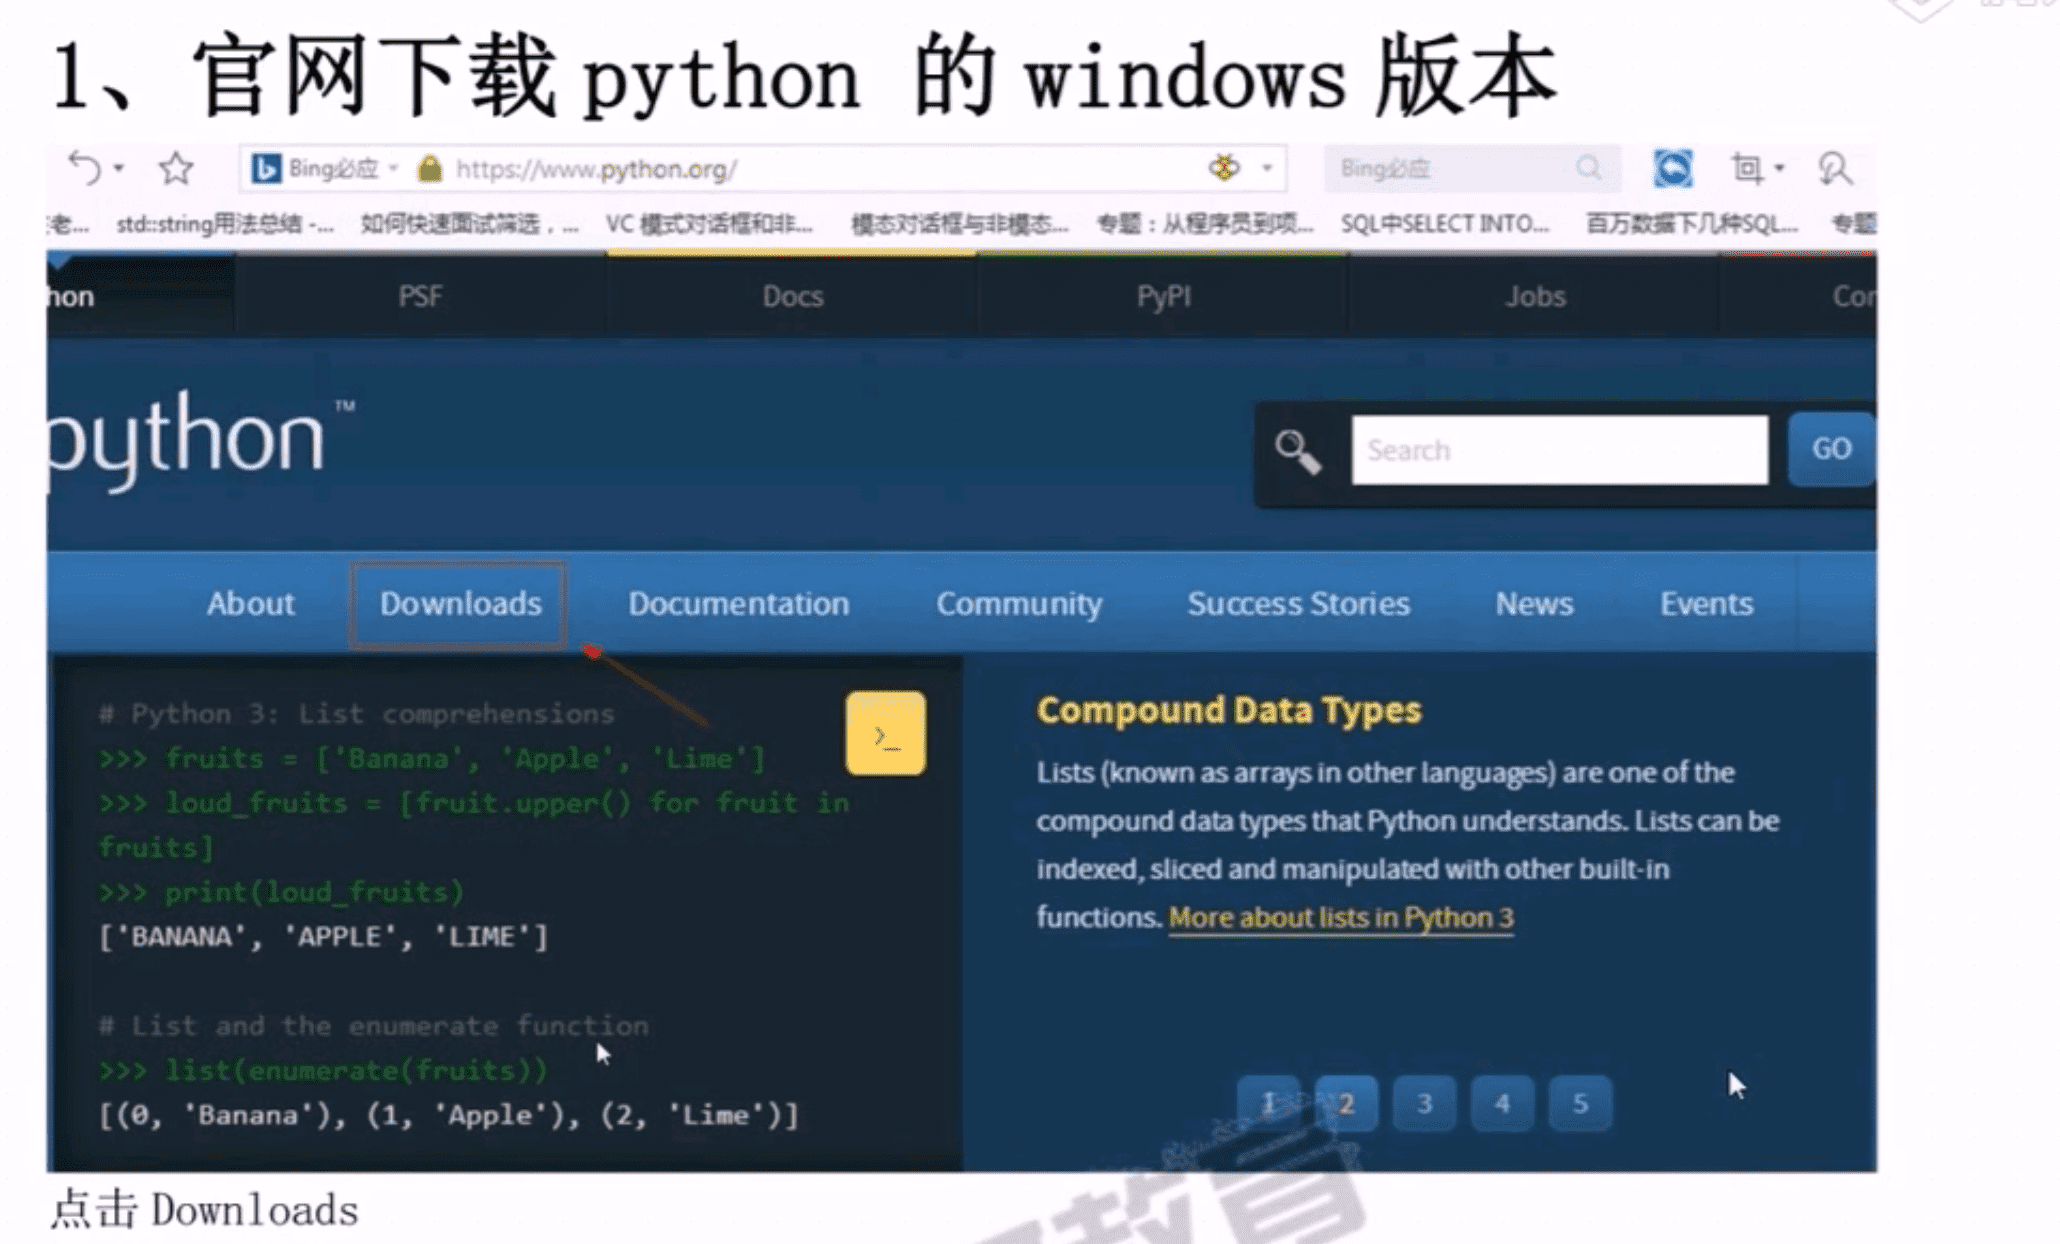 1、官网下载 python 的 windows 版本
Bing必应 https://www.python.org/ Bing必应
老... std::string用法总结 -... 如何快速面试筛选，... VC 模式对话框和非... 模态对话框与非模态... 专题：从程序员到项... SQL中SELECT INTO... 百万数据下几种SQL... 专题
hon PSF Docs PyPI Jobs Con
python™
Search GO
About Downloads Documentation Community Success Stories News Events
# Python 3: List comprehensions
>>> fruits = ['Banana', 'Apple', 'Lime']
>>> loud_fruits = [fruit.upper() for fruit in
fruits]
>>> print(loud_fruits)
['BANANA', 'APPLE', 'LIME']
# List and the enumerate function
>>> list(enumerate(fruits))
[(0, 'Banana'), (1, 'Apple'), (2, 'Lime')]
>_
Compound Data Types
Lists (known as arrays in other languages) are one of the
compound data types that Python understands. Lists can be
indexed, sliced and manipulated with other built-in
functions. More about lists in Python 3
1 2 3 4 5
教育
点击 Downloads